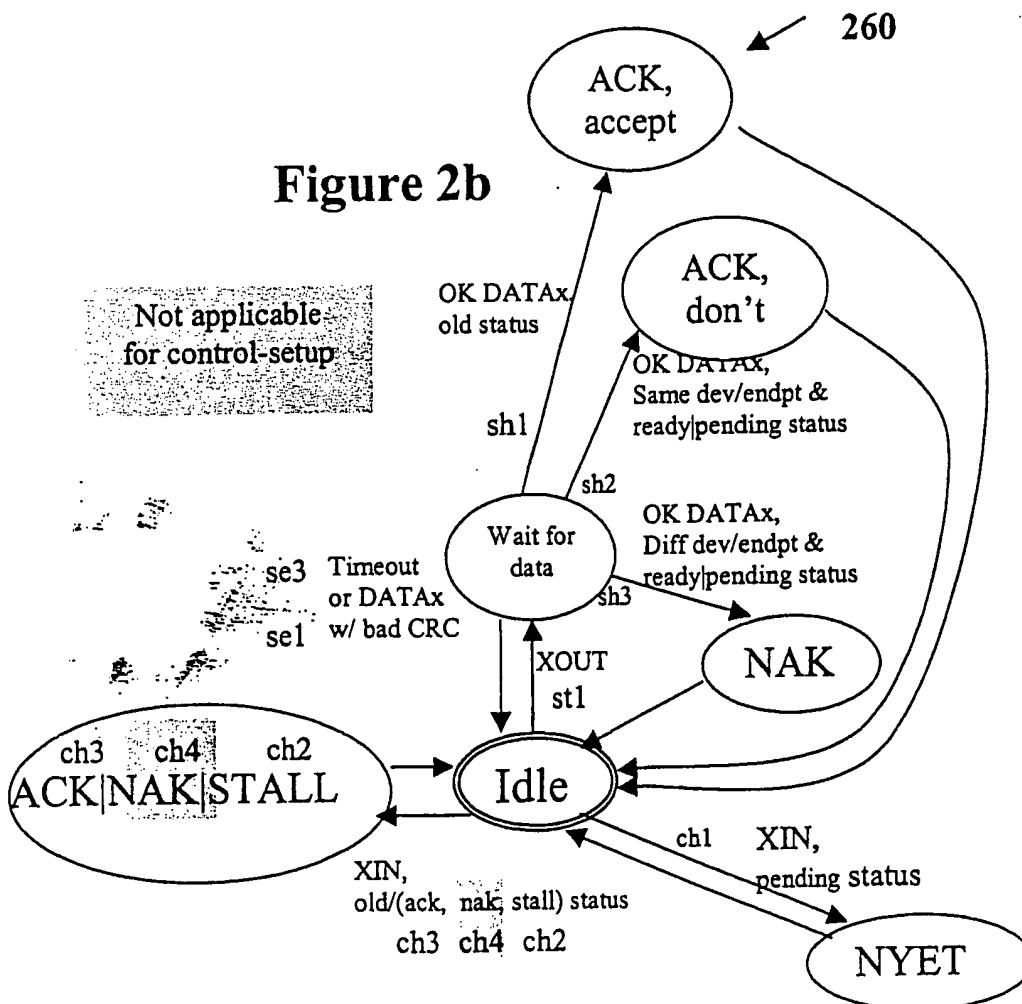 260
ACK,
accept
Figure 2b
ACK,
don't
Not applicable
for control-setup
OK DATAx,
old status
OK DATAx,
Same dev/endpt &
ready|pending status
sh1
sh2
Wait for
data
OK DATAx,
Diff dev/endpt &
ready|pending status
sh3
se3 Timeout
or DATAx
se1 w/ bad CRC
XOUT
st1
NAK
ch3 ch4 ch2
ACK|NAK|STALL
Idle
ch1 XIN,
pending status
XIN,
old/(ack, nak, stall) status
ch3 ch4 ch2
NYET